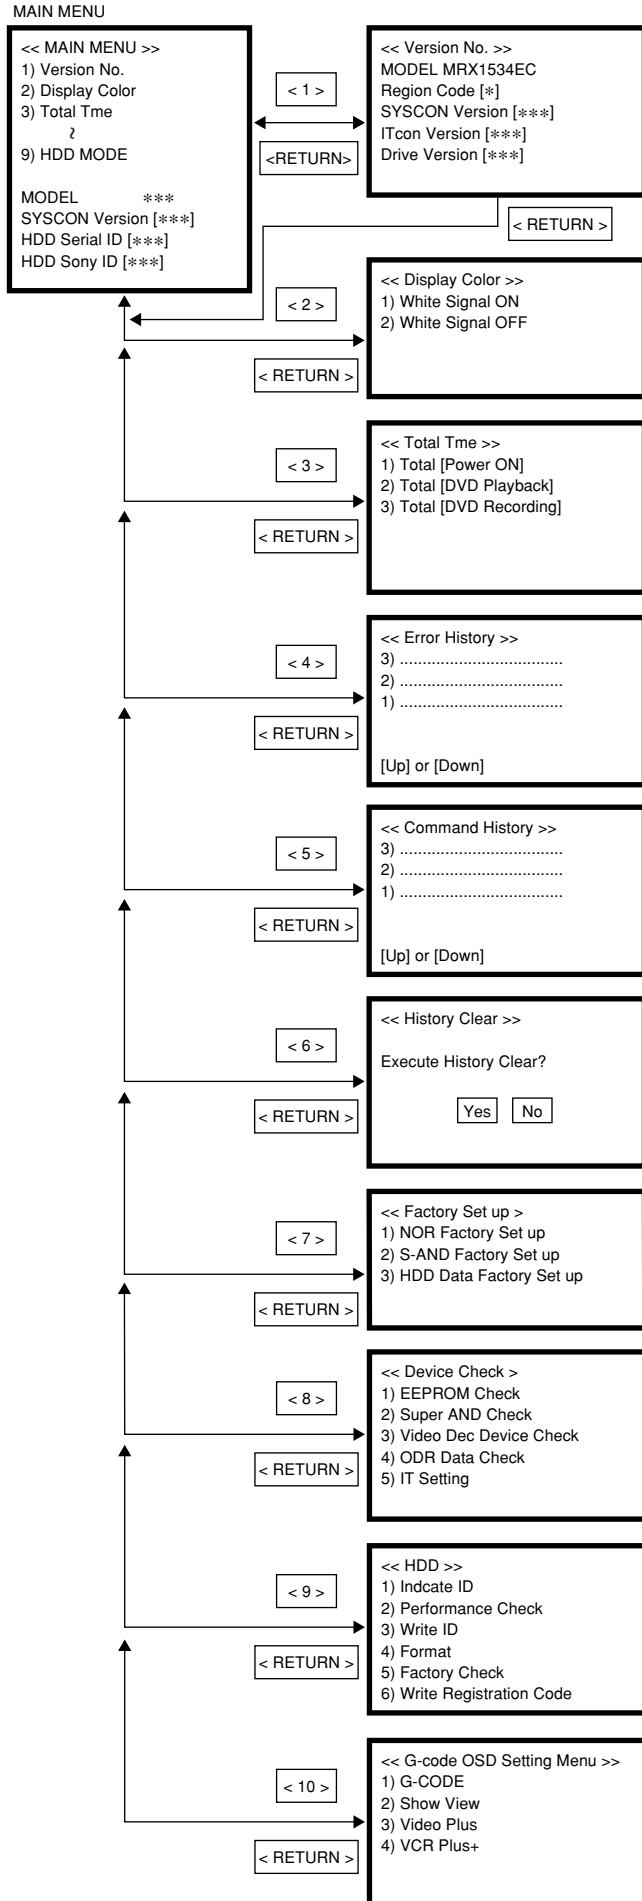 MAIN MENU
<< MAIN MENU >>
1) Version No.
2) Display Color
3) Total Tme
≀
9) HDD MODE
MODEL ***
SYSCON Version [***]
HDD Serial ID [***]
HDD Sony ID [***]
< 1 >
<RETURN>
<< Version No. >>
MODEL MRX1534EC
Region Code [*]
SYSCON Version [***]
ITcon Version [***]
Drive Version [***]
< RETURN >
< 2 >
< RETURN >
<< Display Color >>
1) White Signal ON
2) White Signal OFF
< 3 >
< RETURN >
<< Total Tme >>
1) Total [Power ON]
2) Total [DVD Playback]
3) Total [DVD Recording]
< 4 >
< RETURN >
<< Error History >>
3) ....................................
2) ....................................
1) ....................................
[Up] or [Down]
< 5 >
< RETURN >
<< Command History >>
3) ....................................
2) ....................................
1) ....................................
[Up] or [Down]
< 6 >
< RETURN >
<< History Clear >>
Execute History Clear?
Yes No
< 7 >
< RETURN >
<< Factory Set up >
1) NOR Factory Set up
2) S-AND Factory Set up
3) HDD Data Factory Set up
< 8 >
< RETURN >
<< Device Check >
1) EEPROM Check
2) Super AND Check
3) Video Dec Device Check
4) ODR Data Check
5) IT Setting
< 9 >
< RETURN >
<< HDD >>
1) Indcate ID
2) Performance Check
3) Write ID
4) Format
5) Factory Check
6) Write Registration Code
< 10 >
< RETURN >
<< G-code OSD Setting Menu >>
1) G-CODE
2) Show View
3) Video Plus
4) VCR Plus+